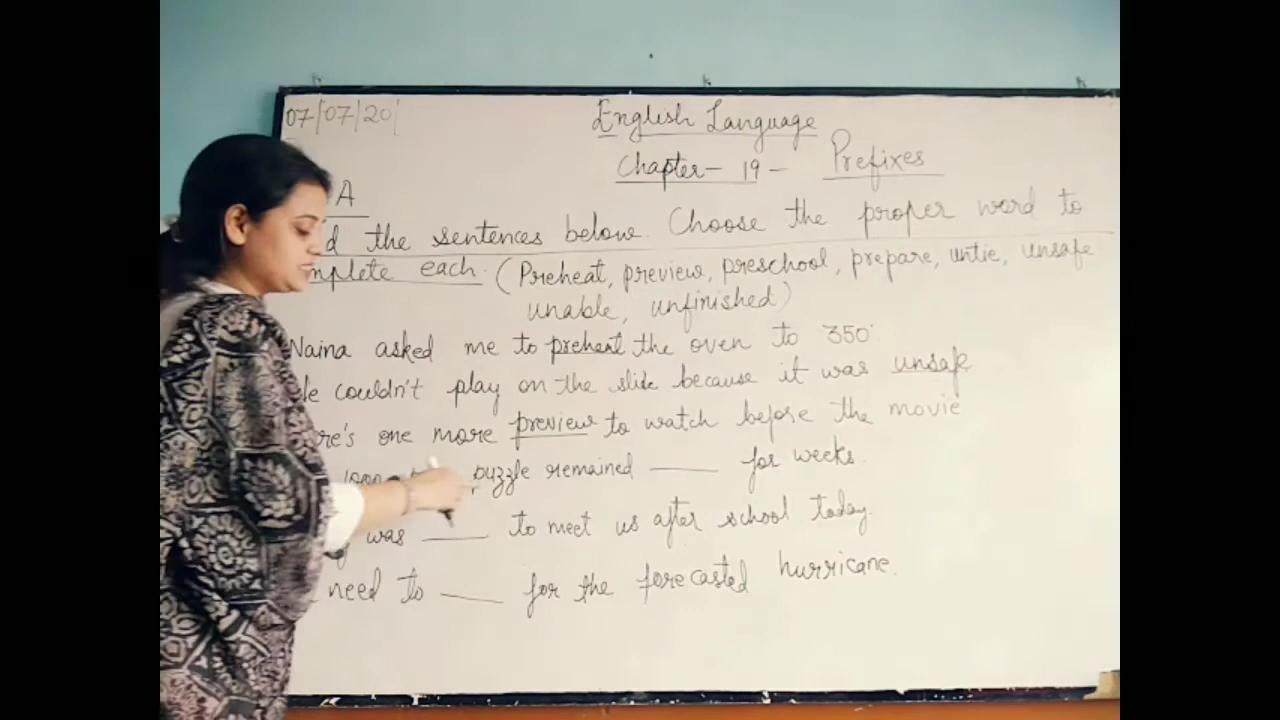 07/07/20
English Language
Chapter- 19 - Prefixes
A
the sentences below. Choose the proper word to
each. (Preheat, preview, preschool, prepare, untie, unsafe
unable, unfinished)
Naina asked me to preheat the oven to 350°
couldn't play on the slide because it was unsafe
one more preview to watch before the movie
puzzle remained ____ for weeks.
was ____ to meet us after school today.
need to ____ for the forecasted hurricane.